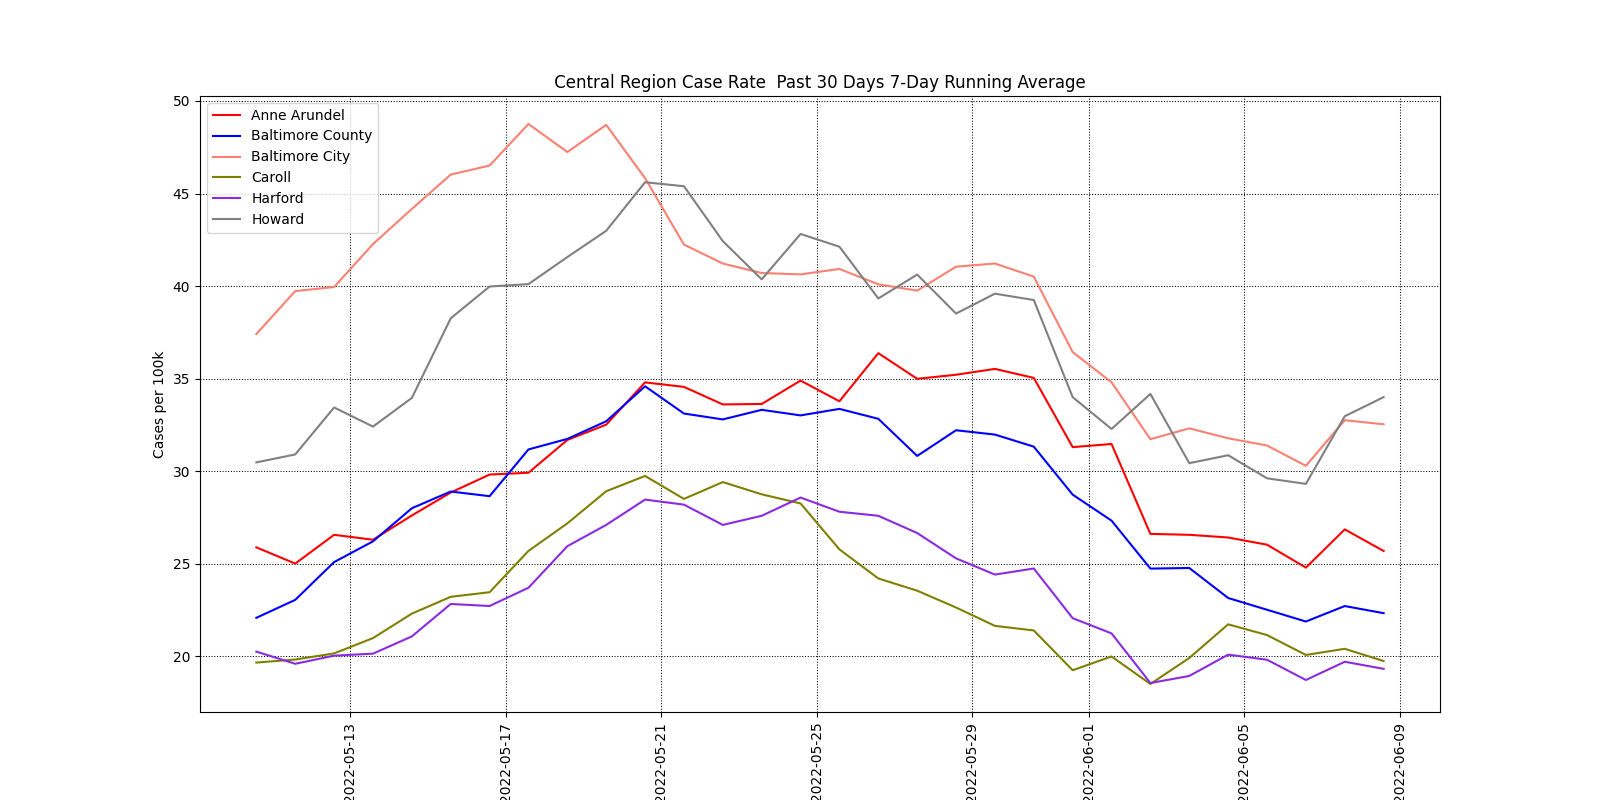 Central Region Case Rate  Past 30 Days 7-Day Running Average
Cases per 100k
50
45
40
35
30
25
20
Anne Arundel
Baltimore County
Baltimore City
Caroll
Harford
Howard
2022-05-13
2022-05-17
2022-05-21
2022-05-25
2022-05-29
2022-06-01
2022-06-05
2022-06-09